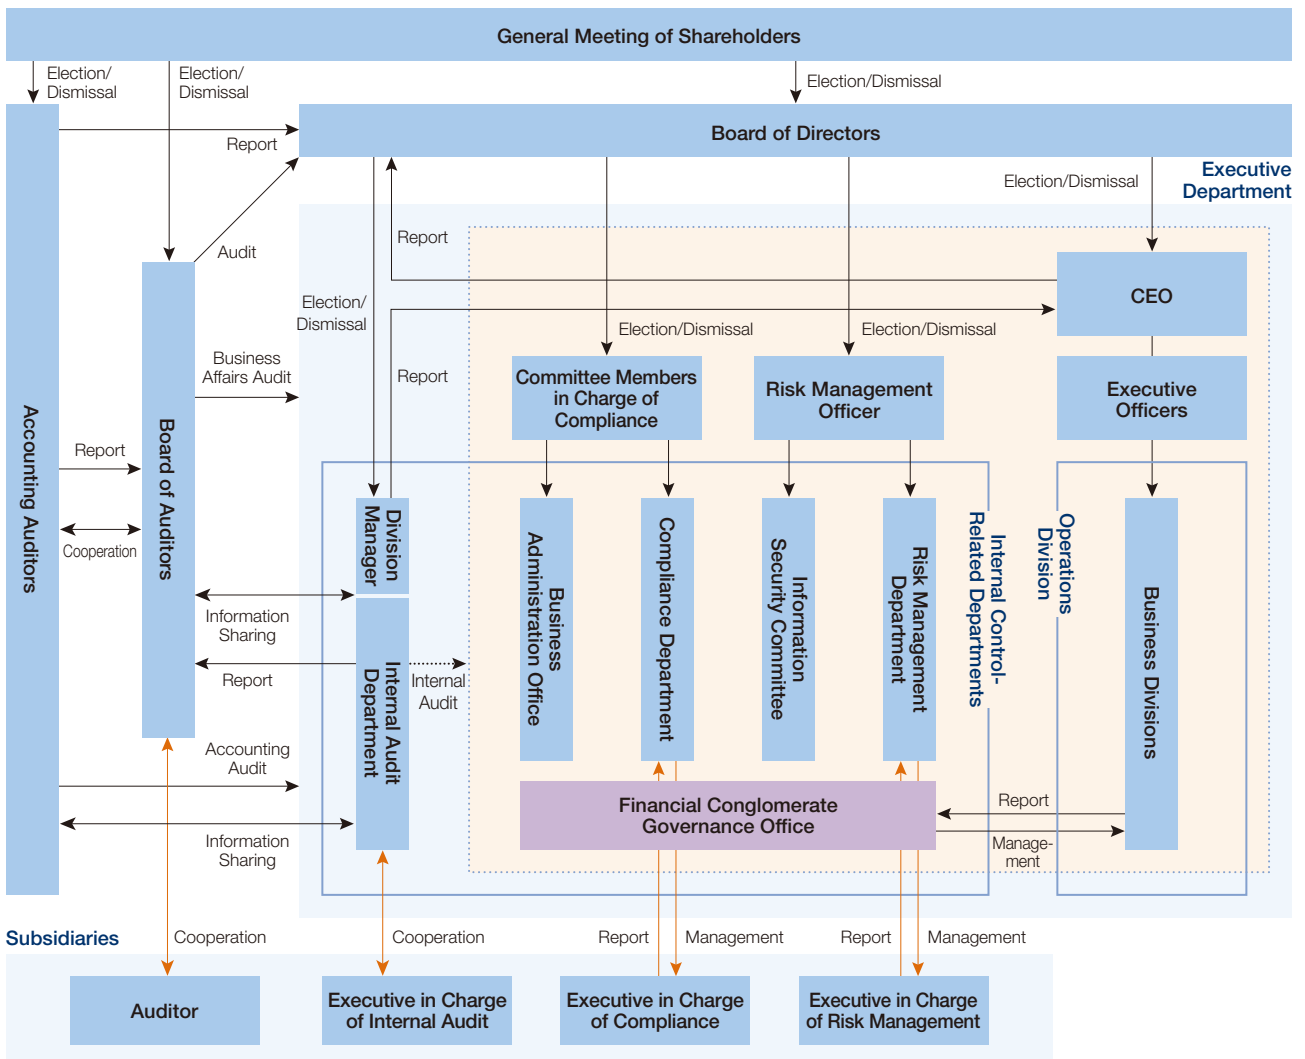 General Meeting of Shareholders
Election/
Dismissal
Election/
Dismissal
Election/Dismissal
Board of Directors
Report
Executive
Department
Election/Dismissal
Audit
Report
CEO
Election/
Dismissal
Election/Dismissal
Election/Dismissal
Business
Affairs Audit
Report
Committee Members
in Charge of
Compliance
Risk Management
Officer
Executive
Officers
Accounting Auditors
Report
Board of Auditors
Cooperation
Division
Manager
Information
Sharing
Report
Internal Audit
Department
Internal
Audit
Business
Administration Office
Compliance Department
Information
Security Committee
Risk Management
Department
Internal Control-
Related Departments
Operations
Division
Business Divisions
Accounting
Audit
Information
Sharing
Financial Conglomerate
Governance Office
Report
Manage-
ment
Subsidiaries
Cooperation
Cooperation
Report
Management
Report
Management
Auditor
Executive in Charge
of Internal Audit
Executive in Charge
of Compliance
Executive in Charge
of Risk Management